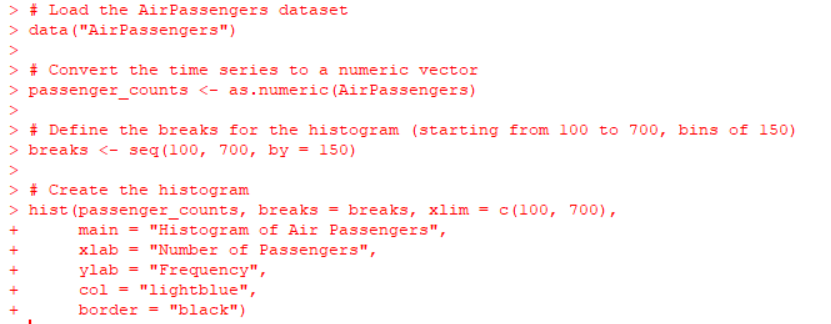 > # Load the AirPassengers dataset
> data("AirPassengers")
>
> # Convert the time series to a numeric vector
> passenger_counts <- as.numeric(AirPassengers)
>
> # Define the breaks for the histogram (starting from 100 to 700, bins of 150)
> breaks <- seq(100, 700, by = 150)
>
> # Create the histogram
> hist(passenger_counts, breaks = breaks, xlim = c(100, 700),
+      main = "Histogram of Air Passengers",
+      xlab = "Number of Passengers",
+      ylab = "Frequency",
+      col = "lightblue",
+      border = "black")